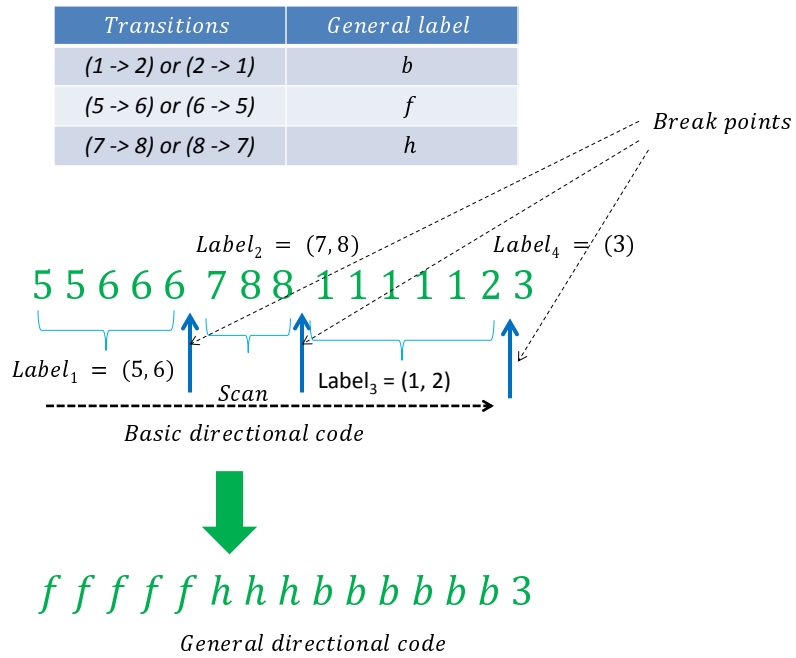 Transitions General label
(1 -> 2) or (2 -> 1) b
(5 -> 6) or (6 -> 5) f
(7 -> 8) or (8 -> 7) h
Break points
Label2 = (7, 8) Label4 = (3)
5 5 6 6 6 7 8 8 1 1 1 1 1 2 3
Label1 = (5, 6) Scan Label3 = (1, 2)
Basic directional code
f f f f f h h h b b b b b b 3
General directional code